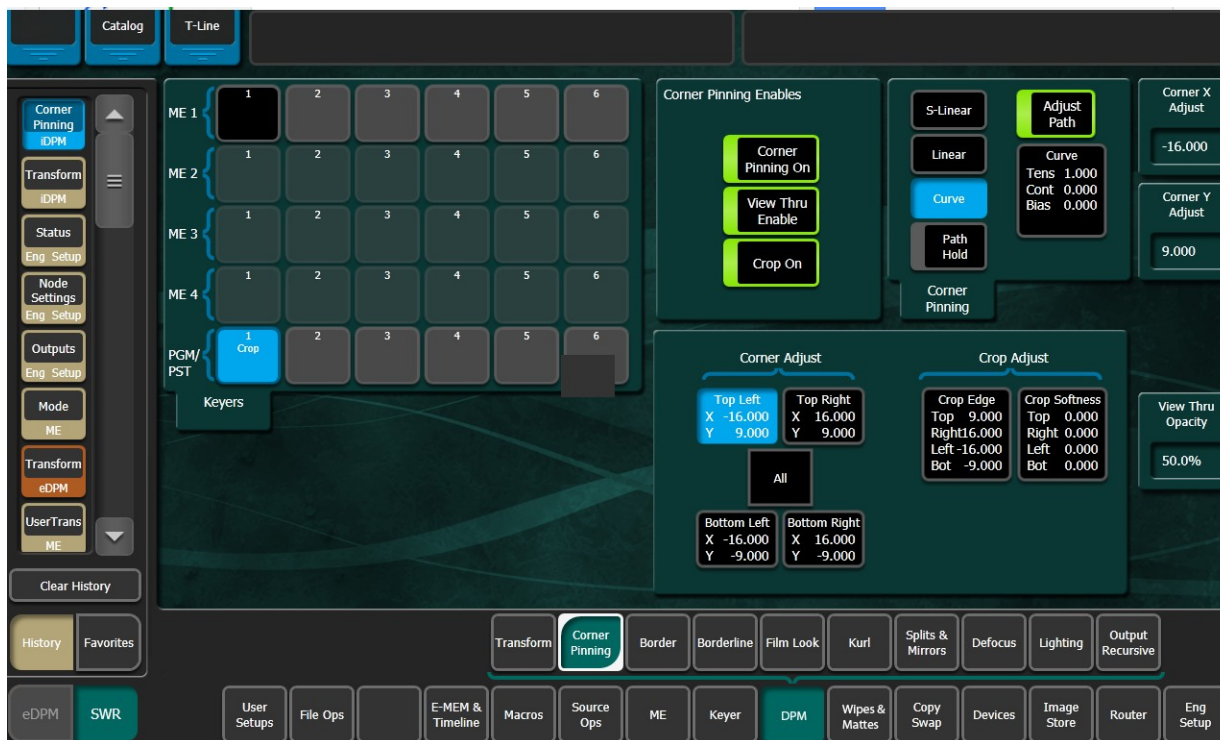 Catalog
T-Line
Corner
Pinning
iDPM
Transform
iDPM
Status
Eng Setup
Node
Settings
Eng Setup
Outputs
Eng Setup
Mode
ME
Transform
eDPM
UserTrans
ME
Clear History
History
Favorites
eDPM
SWR
ME 1
1
2
3
4
5
6
ME 2
1
2
3
4
5
6
ME 3
1
2
3
4
5
6
ME 4
1
2
3
4
5
6
PGM/
PST
1
Crop
2
3
4
5
6
Keyers
Corner Pinning Enables
Corner
Pinning On
View Thru
Enable
Crop On
S-Linear
Linear
Curve
Path
Hold
Adjust
Path
Curve
Tens 1.000
Cont 0.000
Bias 0.000
Corner
Pinning
Corner X
Adjust
-16.000
Corner Y
Adjust
9.000
Corner Adjust
Top Left
X -16.000
Y 9.000
Top Right
X 16.000
Y 9.000
All
Bottom Left
X -16.000
Y -9.000
Bottom Right
X 16.000
Y -9.000
Crop Adjust
Crop Edge
Top 9.000
Right16.000
Left -16.000
Bot -9.000
Crop Softness
Top 0.000
Right 0.000
Left 0.000
Bot 0.000
View Thru
Opacity
50.0%
Transform
Corner
Pinning
Border
Borderline
Film Look
Kurl
Splits &
Mirrors
Defocus
Lighting
Output
Recursive
User
Setups
File Ops
E-MEM &
Timeline
Macros
Source
Ops
ME
Keyer
DPM
Wipes &
Mattes
Copy
Swap
Devices
Image
Store
Router
Eng
Setup